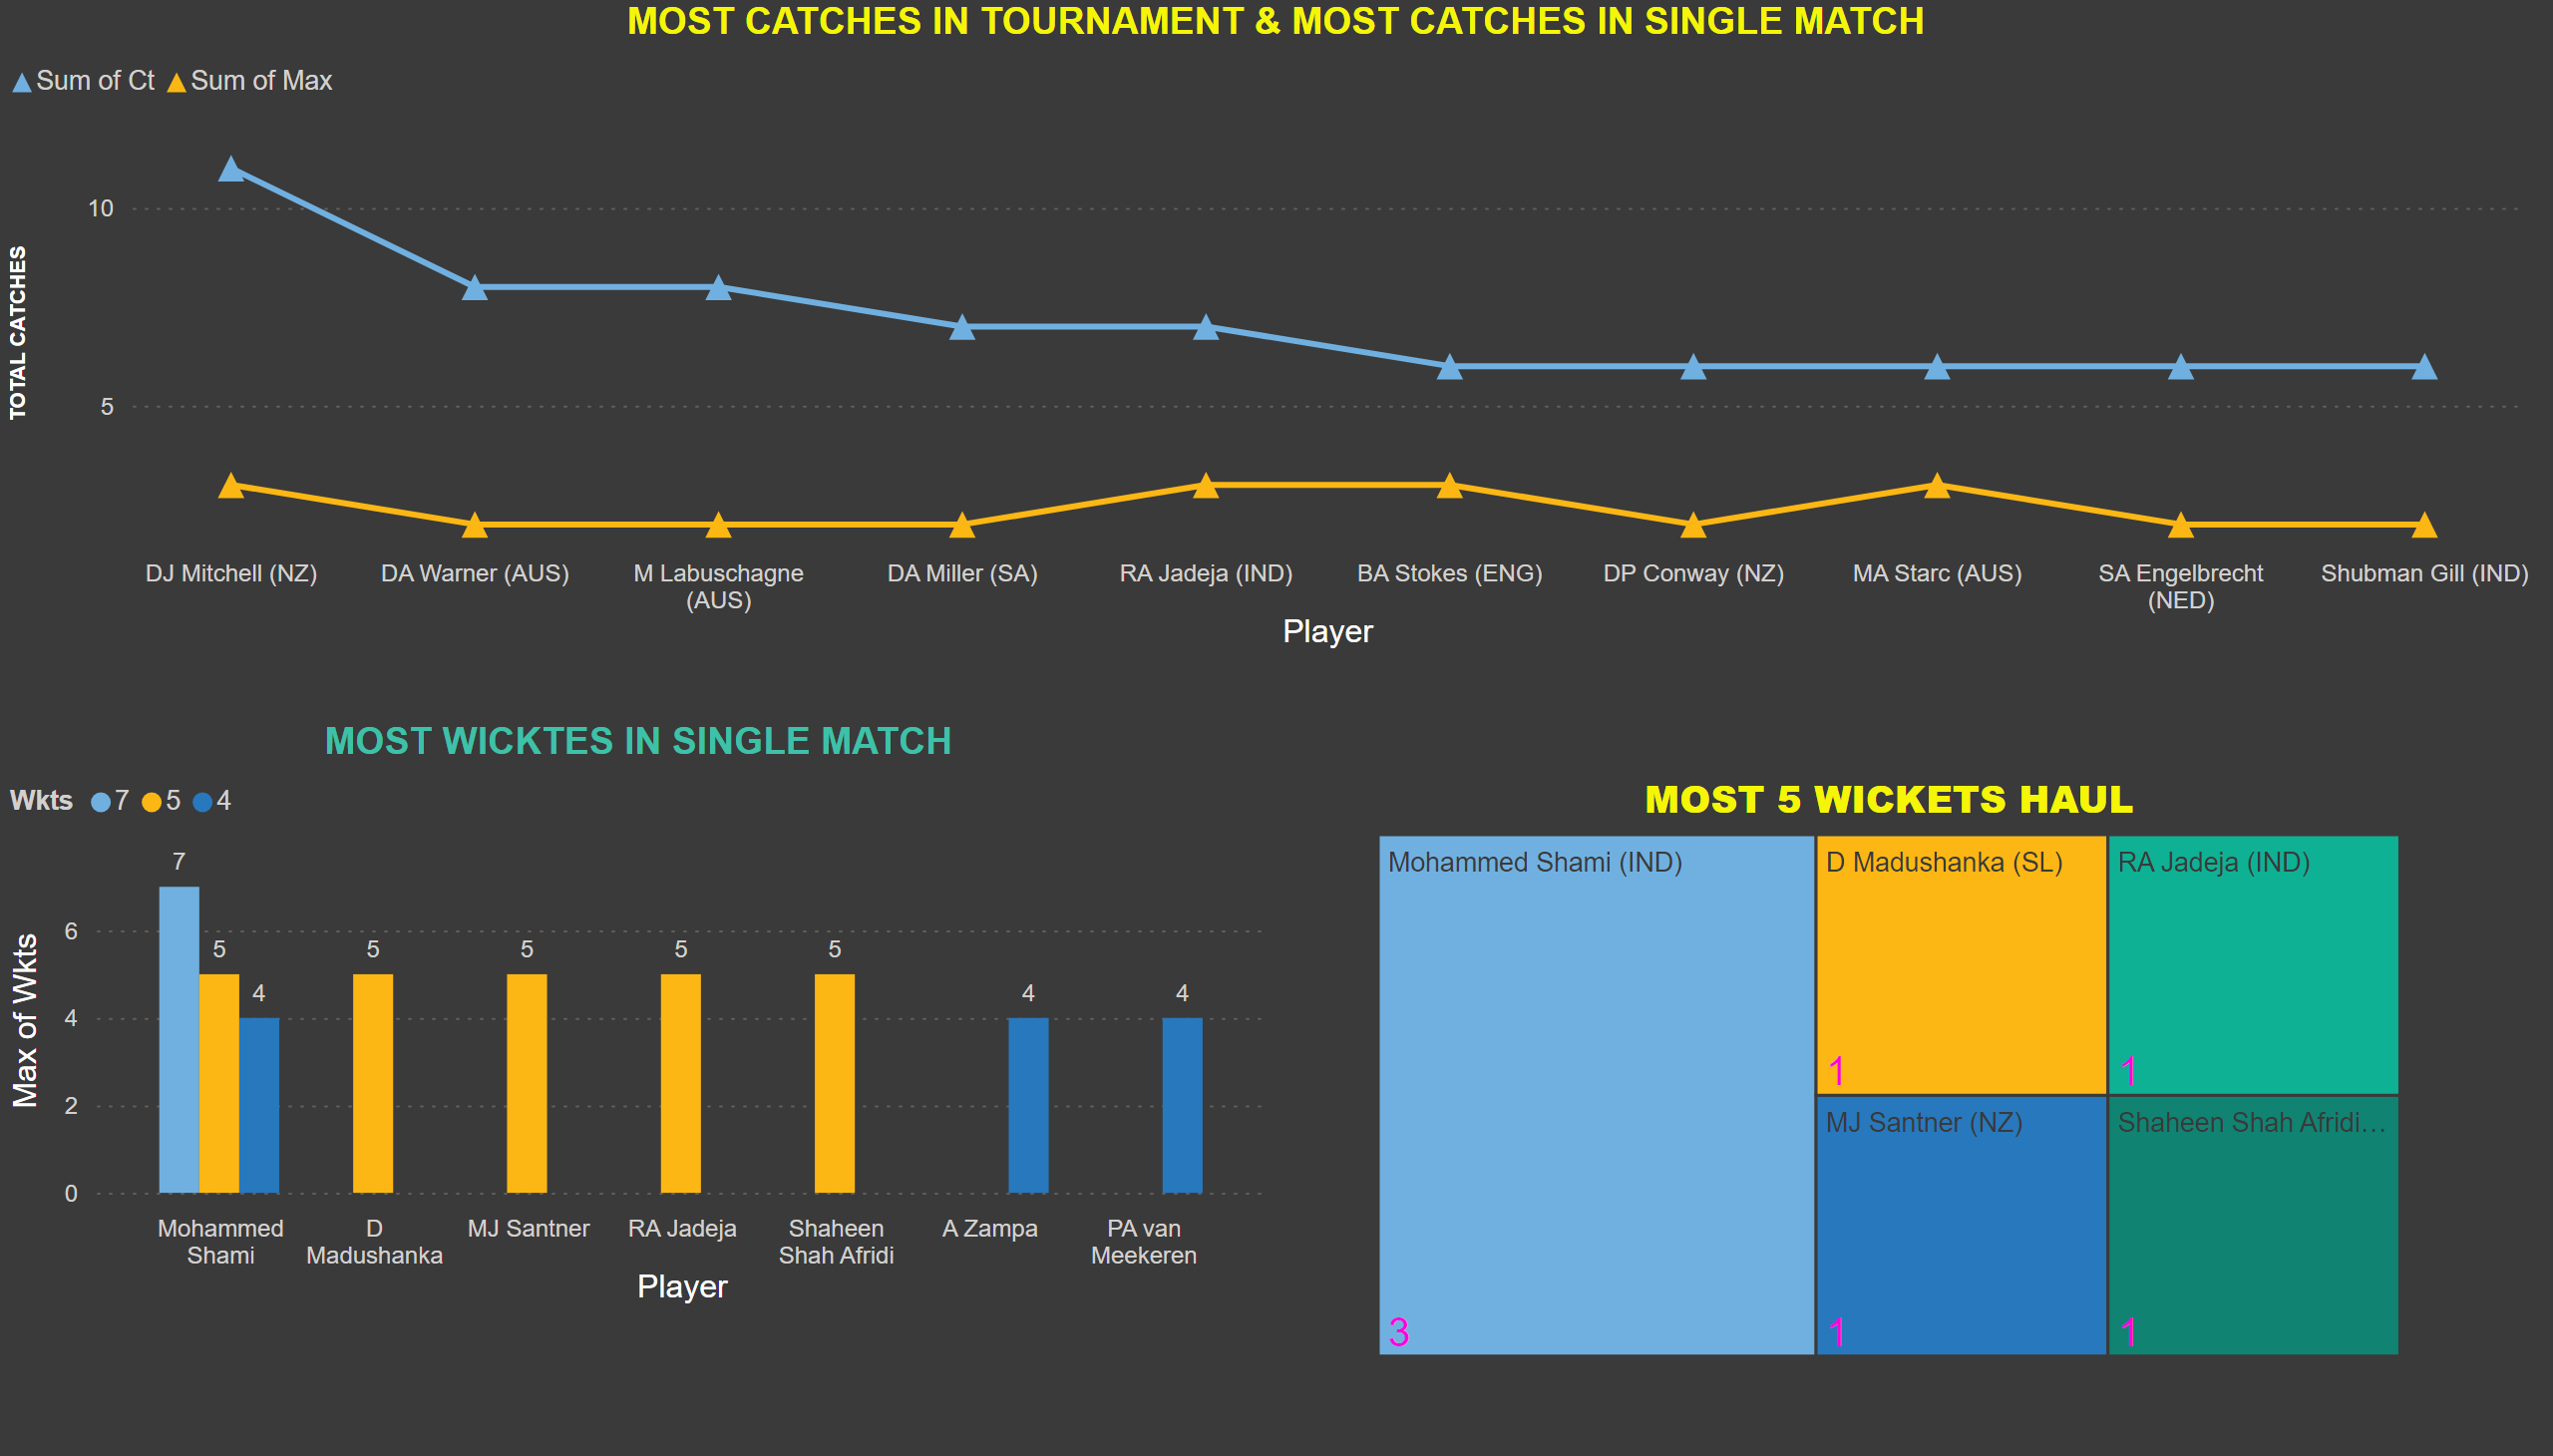 MOST CATCHES IN TOURNAMENT & MOST CATCHES IN SINGLE MATCH
Sum of Ct Sum of Max
TOTAL CATCHES
10
5
DJ Mitchell (NZ) DA Warner (AUS) M Labuschagne (AUS) DA Miller (SA) RA Jadeja (IND) BA Stokes (ENG) DP Conway (NZ) MA Starc (AUS) SA Engelbrecht (NED) Shubman Gill (IND)
Player
MOST WICKTES IN SINGLE MATCH
Wkts 7 5 4
Max of Wkts
6
4
2
0
7 5 4 5 5 5 5 4 4
Mohammed Shami D Madushanka MJ Santner RA Jadeja Shaheen Shah Afridi A Zampa PA van Meekeren
Player
MOST 5 WICKETS HAUL
Mohammed Shami (IND)
3
D Madushanka (SL)
1
RA Jadeja (IND)
1
MJ Santner (NZ)
1
Shaheen Shah Afridi...
1